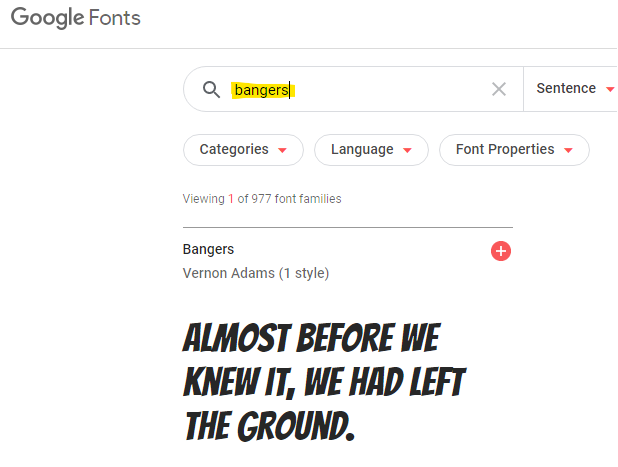 Google Fonts
bangers
Sentence
Categories
Language
Font Properties
Viewing 1 of 977 font families
Bangers
Vernon Adams (1 style)
ALMOST BEFORE WE
KNEW IT, WE HAD LEFT
THE GROUND.